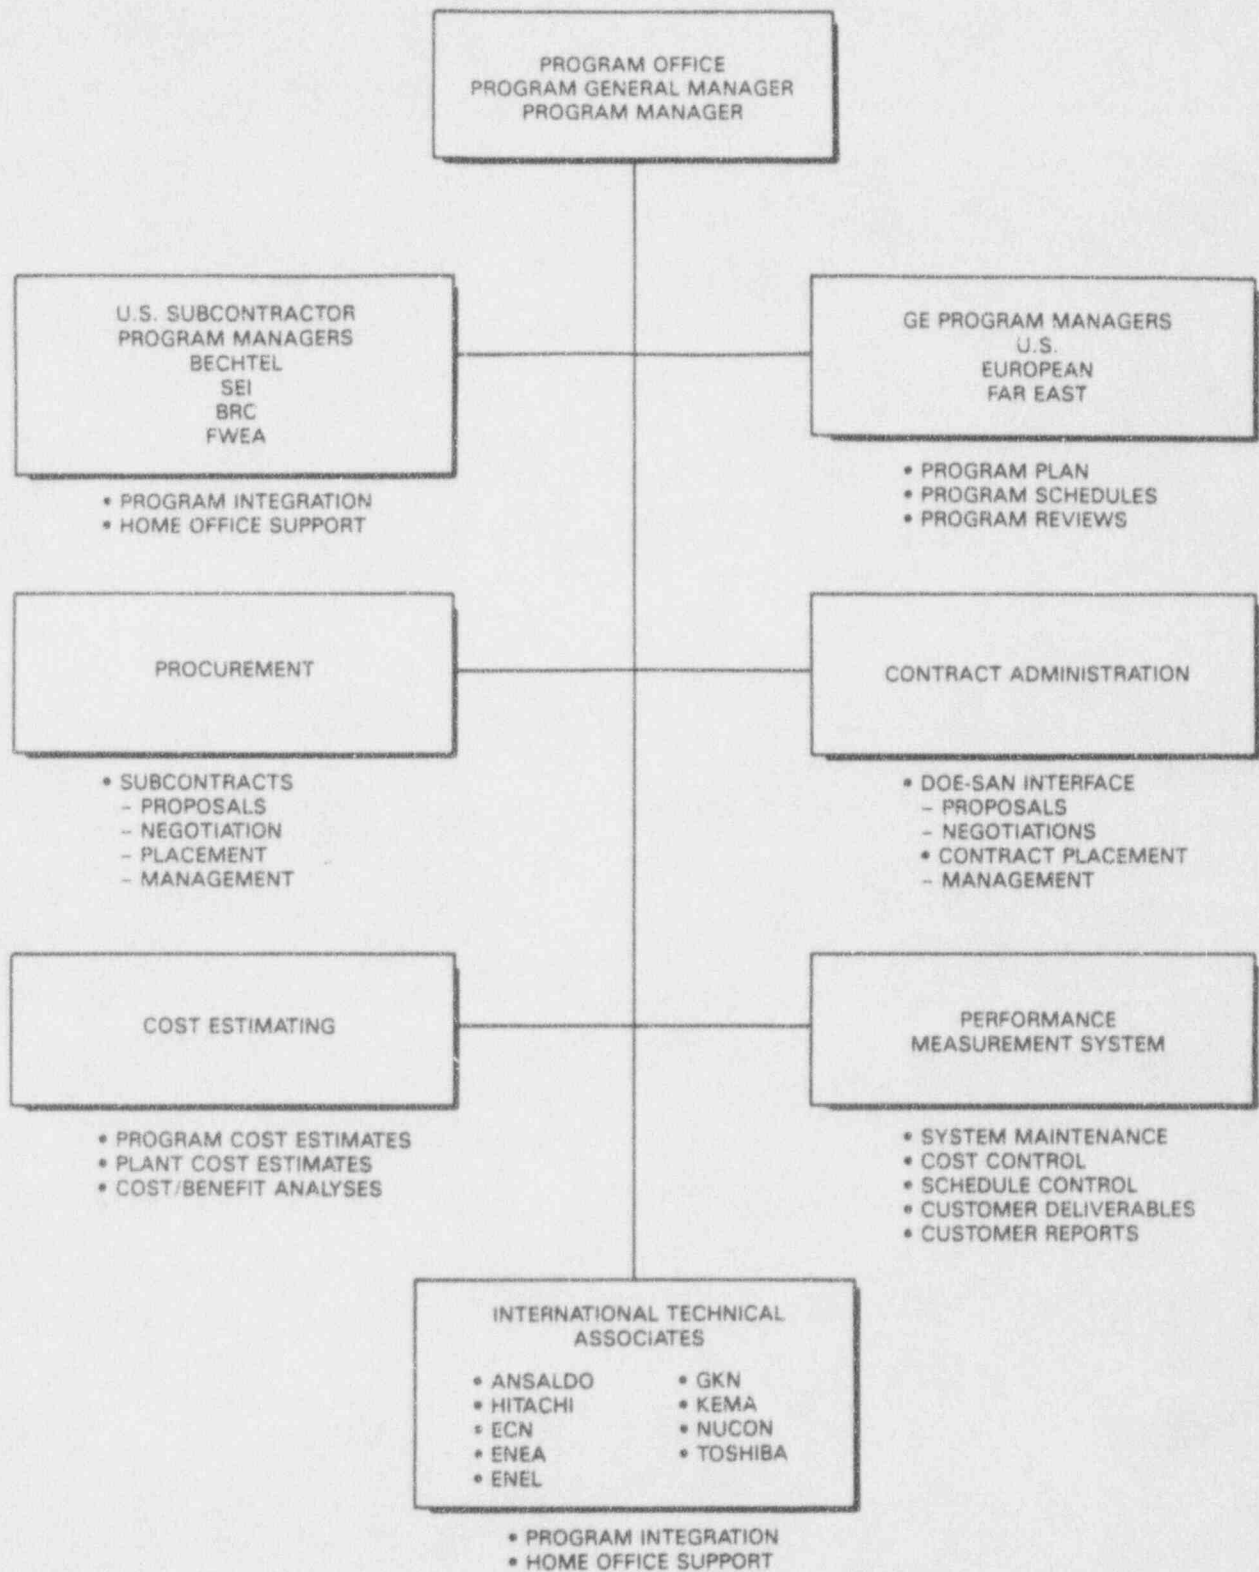 PROGRAM OFFICE
PROGRAM GENERAL MANAGER
PROGRAM MANAGER
U.S. SUBCONTRACTOR
PROGRAM MANAGERS
BECHTEL
SEI
BRC
FWEA
• PROGRAM INTEGRATION
• HOME OFFICE SUPPORT
GE PROGRAM MANAGERS
U.S.
EUROPEAN
FAR EAST
• PROGRAM PLAN
• PROGRAM SCHEDULES
• PROGRAM REVIEWS
PROCUREMENT
• SUBCONTRACTS
– PROPOSALS
– NEGOTIATION
– PLACEMENT
– MANAGEMENT
CONTRACT ADMINISTRATION
• DOE-SAN INTERFACE
– PROPOSALS
– NEGOTIATIONS
• CONTRACT PLACEMENT
– MANAGEMENT
COST ESTIMATING
• PROGRAM COST ESTIMATES
• PLANT COST ESTIMATES
• COST/BENEFIT ANALYSES
PERFORMANCE
MEASUREMENT SYSTEM
• SYSTEM MAINTENANCE
• COST CONTROL
• SCHEDULE CONTROL
• CUSTOMER DELIVERABLES
• CUSTOMER REPORTS
INTERNATIONAL TECHNICAL
ASSOCIATES
• ANSALDO
• HITACHI
• ECN
• ENEA
• ENEL
• GKN
• KEMA
• NUCON
• TOSHIBA
• PROGRAM INTEGRATION
• HOME OFFICE SUPPORT